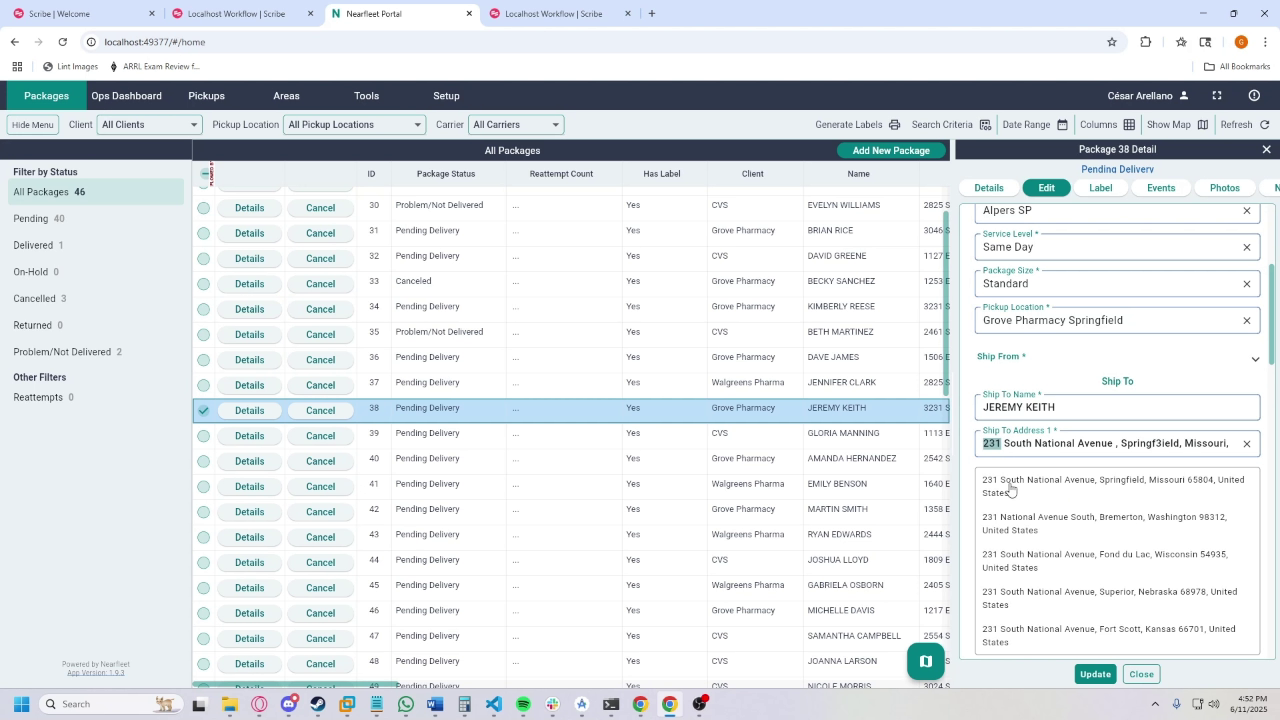 Scribe | Welcome
Localhost Workflow | Scribe
Nearfleet Portal
Localhost Workflow | Scribe
localhost:49377/#/home
Lint Images
ARRL Exam Review f...
All Bookmarks
Packages
Ops Dashboard
Pickups
Areas
Tools
Setup
César Arellano
Hide Menu
Client
All Clients
Pickup Location
All Pickup Locations
Carrier
All Carriers
Generate Labels
Search Criteria
Date Range
Columns
Show Map
Refresh
Filter by Status
All Packages 46
Pending 40
Delivered 1
On-Hold 0
Cancelled 3
Returned 0
Problem/Not Delivered 2
Other Filters
Reattempts 0
Powered by Nearfleet
App Version: 1.9.3
All Packages
Add New Package
ID Package Status Reattempt Count Has Label Client Name
Details Cancel 30 Problem/Not Delivered ... Yes CVS EVELYN WILLIAMS 2825 S
Details Cancel 31 Pending Delivery ... Yes Grove Pharmacy BRIAN RICE 3046 S
Details Cancel 32 Pending Delivery ... Yes CVS DAVID GREENE 1127 E
Details Cancel 33 Canceled ... Yes Grove Pharmacy BECKY SANCHEZ 1253 E
Details Cancel 34 Pending Delivery ... Yes Grove Pharmacy KIMBERLY REESE 3231 S
Details Cancel 35 Problem/Not Delivered ... Yes CVS BETH MARTINEZ 2461 S
Details Cancel 36 Pending Delivery ... Yes Grove Pharmacy DAVE JAMES 1506 E
Details Cancel 37 Pending Delivery ... Yes Walgreens Pharma JENNIFER CLARK 2825 S
Details Cancel 38 Pending Delivery ... Yes Grove Pharmacy JEREMY KEITH 3231 S
Details Cancel 39 Pending Delivery ... Yes CVS GLORIA MANNING 1113 E
Details Cancel 40 Pending Delivery ... Yes Grove Pharmacy AMANDA HERNANDEZ 2542 S
Details Cancel 41 Pending Delivery ... Yes Walgreens Pharma EMILY BENSON 1640 E
Details Cancel 42 Pending Delivery ... Yes Grove Pharmacy MARTIN SMITH 1358 E
Details Cancel 43 Pending Delivery ... Yes Walgreens Pharma RYAN EDWARDS 2444 S
Details Cancel 44 Pending Delivery ... Yes CVS JOSHUA LLOYD 1809 E
Details Cancel 45 Pending Delivery ... Yes Walgreens Pharma GABRIELA OSBORN 2405 S
Details Cancel 46 Pending Delivery ... Yes Grove Pharmacy MICHELLE DAVIS 1217 E
Details Cancel 47 Pending Delivery ... Yes CVS SAMANTHA CAMPBELL 2554 S
Details Cancel 48 Pending Delivery ... Yes CVS JOANNA LARSON 3024 S
49 Pending Delivery Yes Grove Pharmacy NICOLE MORRIS 3024 S
Package 38 Detail
Pending Delivery
Details
Edit
Label
Events
Photos
N
Alpers SP
Service Level *
Same Day
Package Size *
Standard
Pickup Location *
Grove Pharmacy Springfield
Ship From *
Ship To
Ship To Name *
JEREMY KEITH
Ship To Address 1 *
231 South National Avenue , Springf3ield, Missouri,
231 South National Avenue, Springfield, Missouri 65804, United
States
231 National Avenue South, Bremerton, Washington 98312,
United States
231 South National Avenue, Fond du Lac, Wisconsin 54935,
United States
231 South National Avenue, Superior, Nebraska 68978, United
States
231 South National Avenue, Fort Scott, Kansas 66701, United
States
Update
Close
Search
4:52 PM
6/11/2025